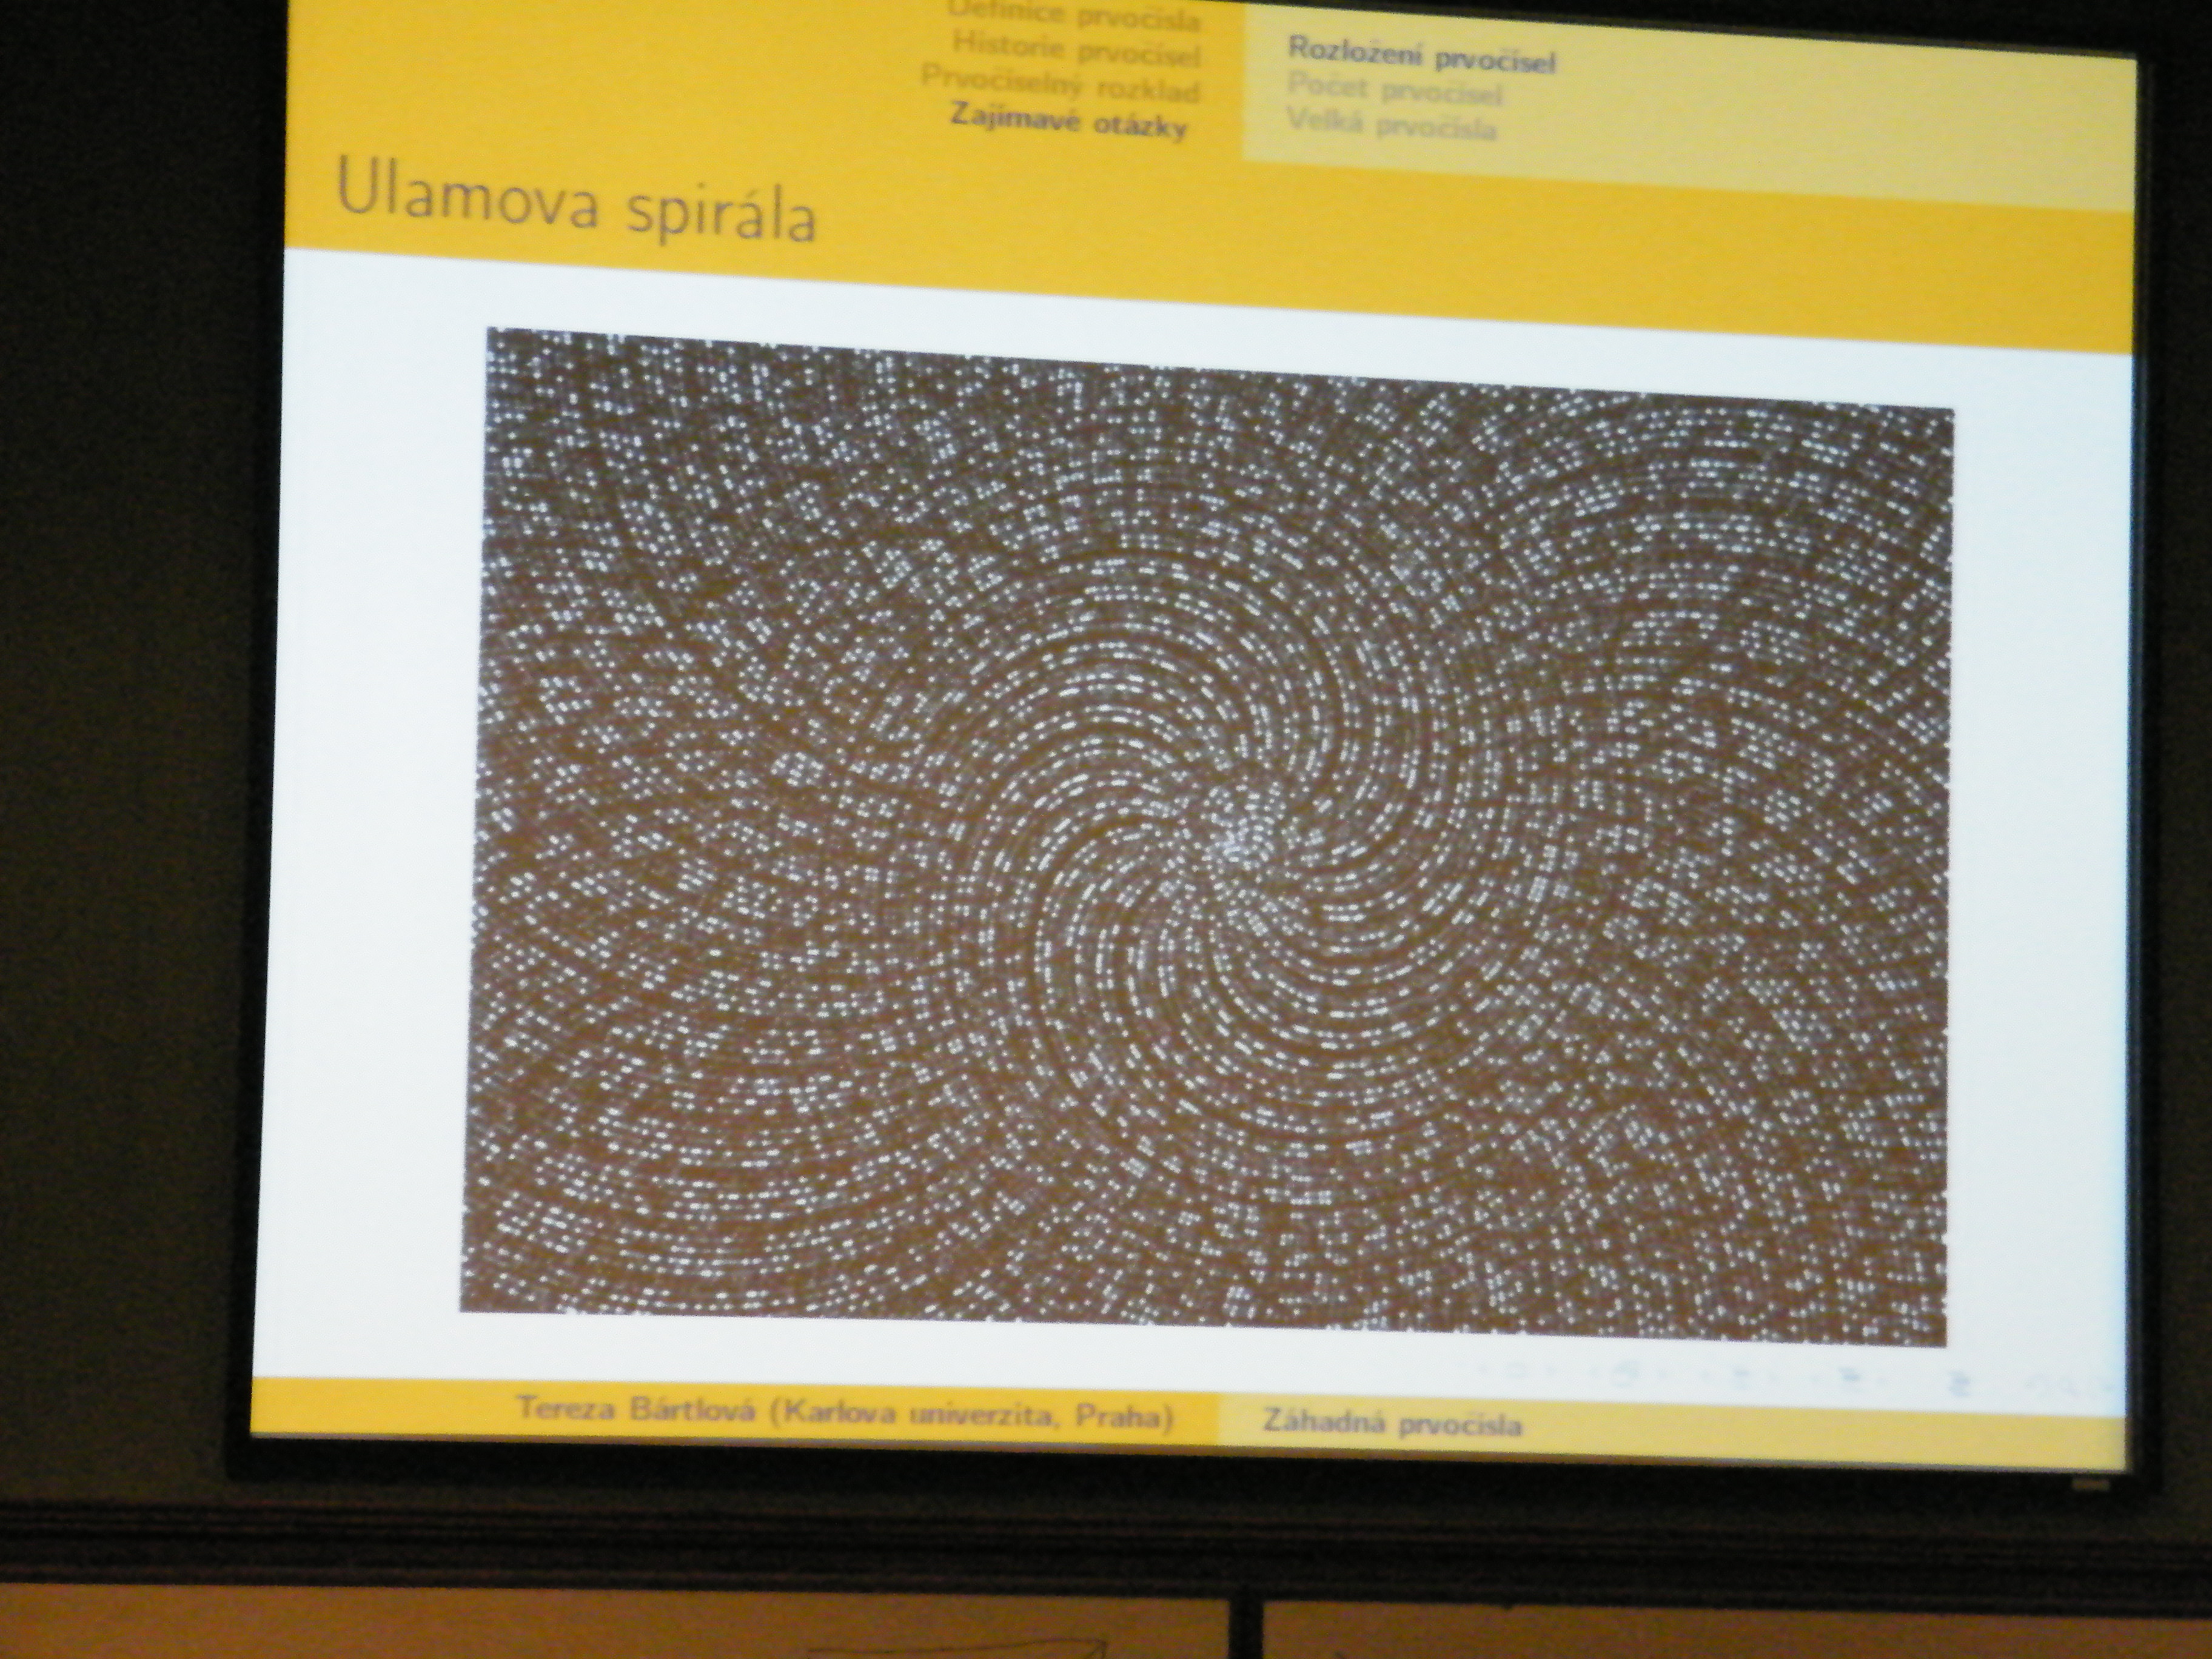 Definice prvočísla
Historie prvočísel
Prvočíselný rozklad
Zajímavé otázky
Rozložení prvočísel
Počet prvočísel
Velká prvočísla
Ulamova spirála
Tereza Bártlová (Karlova univerzita, Praha)
Záhadná prvočísla